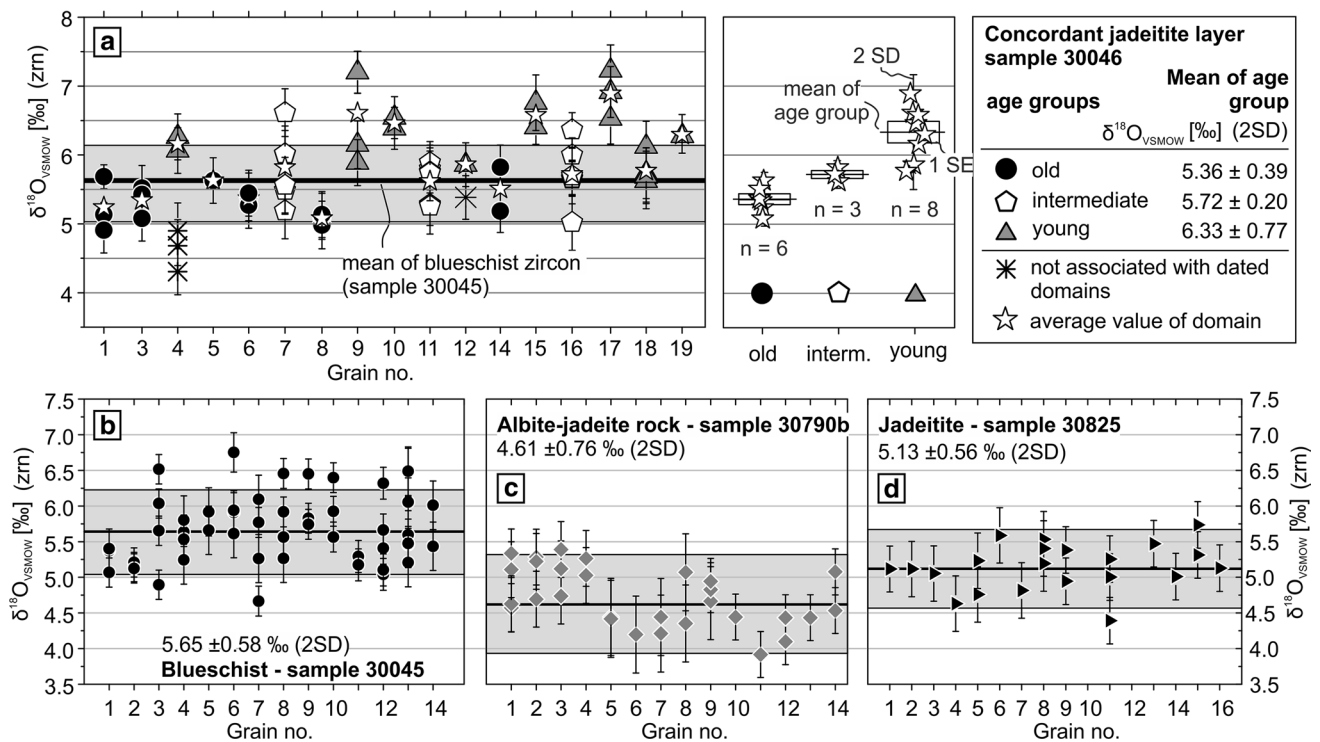 a
8
7
6
5
4
δ¹⁸O_VSMOW [‰] (zrn)
mean of blueschist zircon
(sample 30045)
1 3 4 5 6 7 8 9 10 11 12 14 15 16 17 18 19
Grain no.
2 SD
mean of
age group
1 SE
n = 6
n = 3
n = 8
old interm. young
Concordant jadeitite layer
sample 30046
age groups
Mean of age
group
δ¹⁸O_VSMOW [‰] (2SD)
old 5.36 ± 0.39
intermediate 5.72 ± 0.20
young 6.33 ± 0.77
not associated with dated
domains
average value of domain
b
7.5
7.0
6.5
6.0
5.5
5.0
4.5
4.0
3.5
δ¹⁸O_VSMOW [‰] (zrn)
5.65 ±0.58 ‰ (2SD)
Blueschist - sample 30045
1 2 3 4 5 6 7 8 9 10 12 14
Grain no.
Albite-jadeite rock - sample 30790b
4.61 ±0.76 ‰ (2SD)
c
1 2 3 4 5 6 7 8 9 10 12 14
Grain no.
Jadeitite - sample 30825
5.13 ±0.56 ‰ (2SD)
d
1 2 3 4 5 6 7 8 9 10 12 14 16
Grain no.
7.5
7.0
6.5
6.0
5.5
5.0
4.5
4.0
3.5
δ¹⁸O_VSMOW [‰] (zrn)